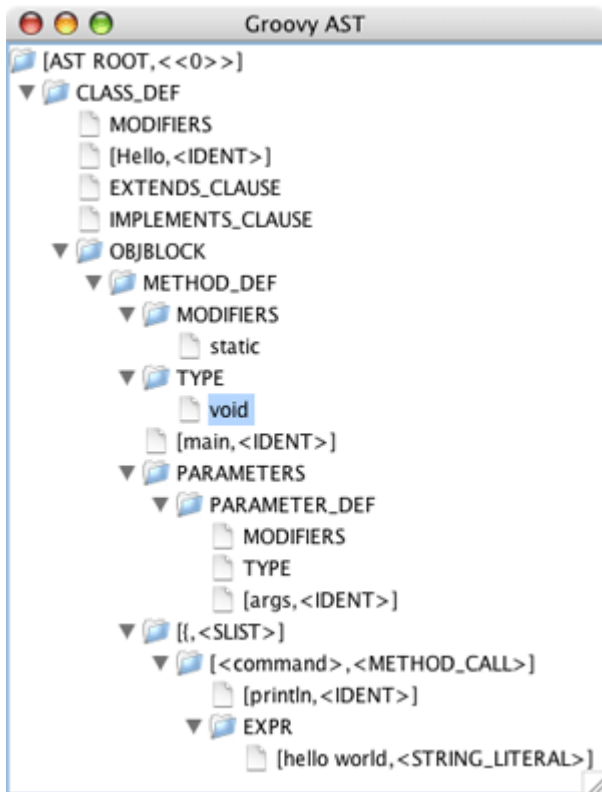 Groovy AST
[AST ROOT,<<0>>]
CLASS_DEF
MODIFIERS
[Hello,<IDENT>]
EXTENDS_CLAUSE
IMPLEMENTS_CLAUSE
OBJBLOCK
METHOD_DEF
MODIFIERS
static
TYPE
void
[main,<IDENT>]
PARAMETERS
PARAMETER_DEF
MODIFIERS
TYPE
[args,<IDENT>]
[{,<SLIST>]
[<command>,<METHOD_CALL>]
[println,<IDENT>]
EXPR
[hello world,<STRING_LITERAL>]